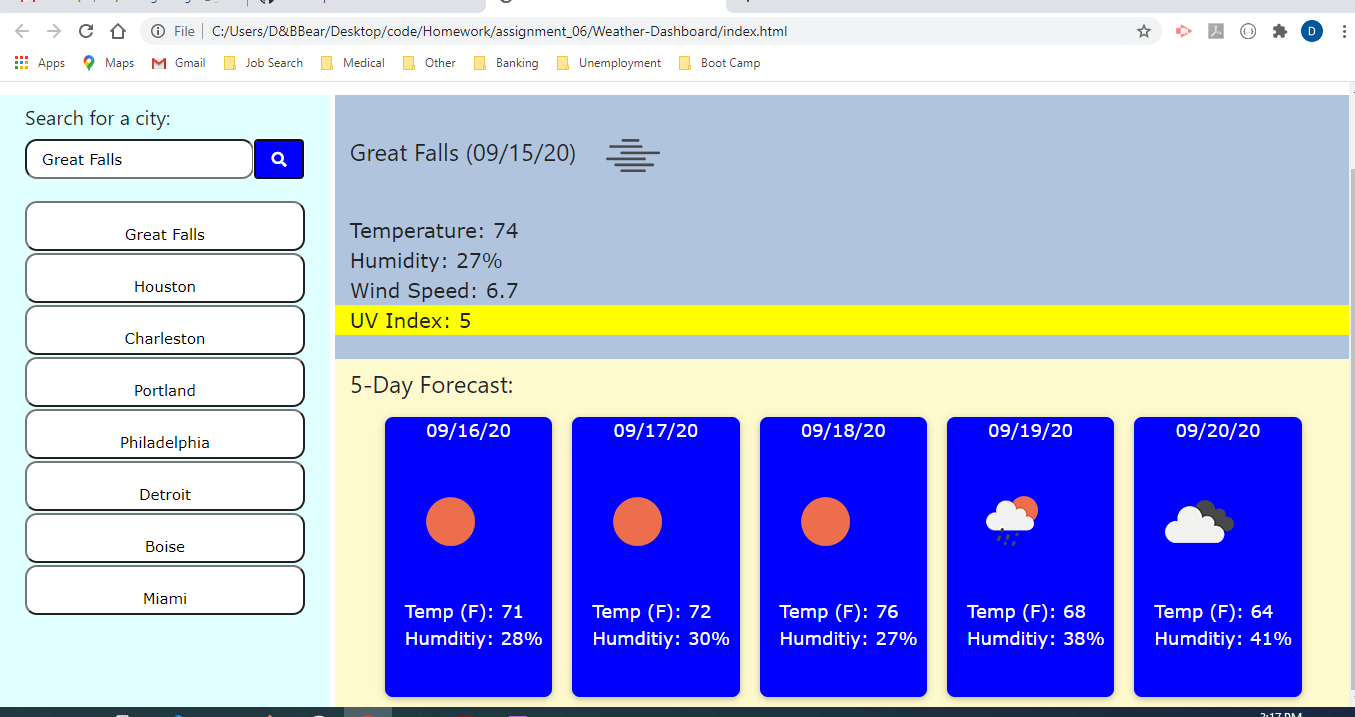 File C:/Users/D&BBear/Desktop/code/Homework/assignment_06/Weather-Dashboard/index.html
D
Apps Maps Gmail Job Search Medical Other Banking Unemployment Boot Camp
Search for a city:
Great Falls
Great Falls
Houston
Charleston
Portland
Philadelphia
Detroit
Boise
Miami
Great Falls (09/15/20)
Temperature: 74
Humidity: 27%
Wind Speed: 6.7
UV Index: 5
5-Day Forecast:
09/16/20
Temp (F): 71
Humditiy: 28%
09/17/20
Temp (F): 72
Humditiy: 30%
09/18/20
Temp (F): 76
Humditiy: 27%
09/19/20
Temp (F): 68
Humditiy: 38%
09/20/20
Temp (F): 64
Humditiy: 41%